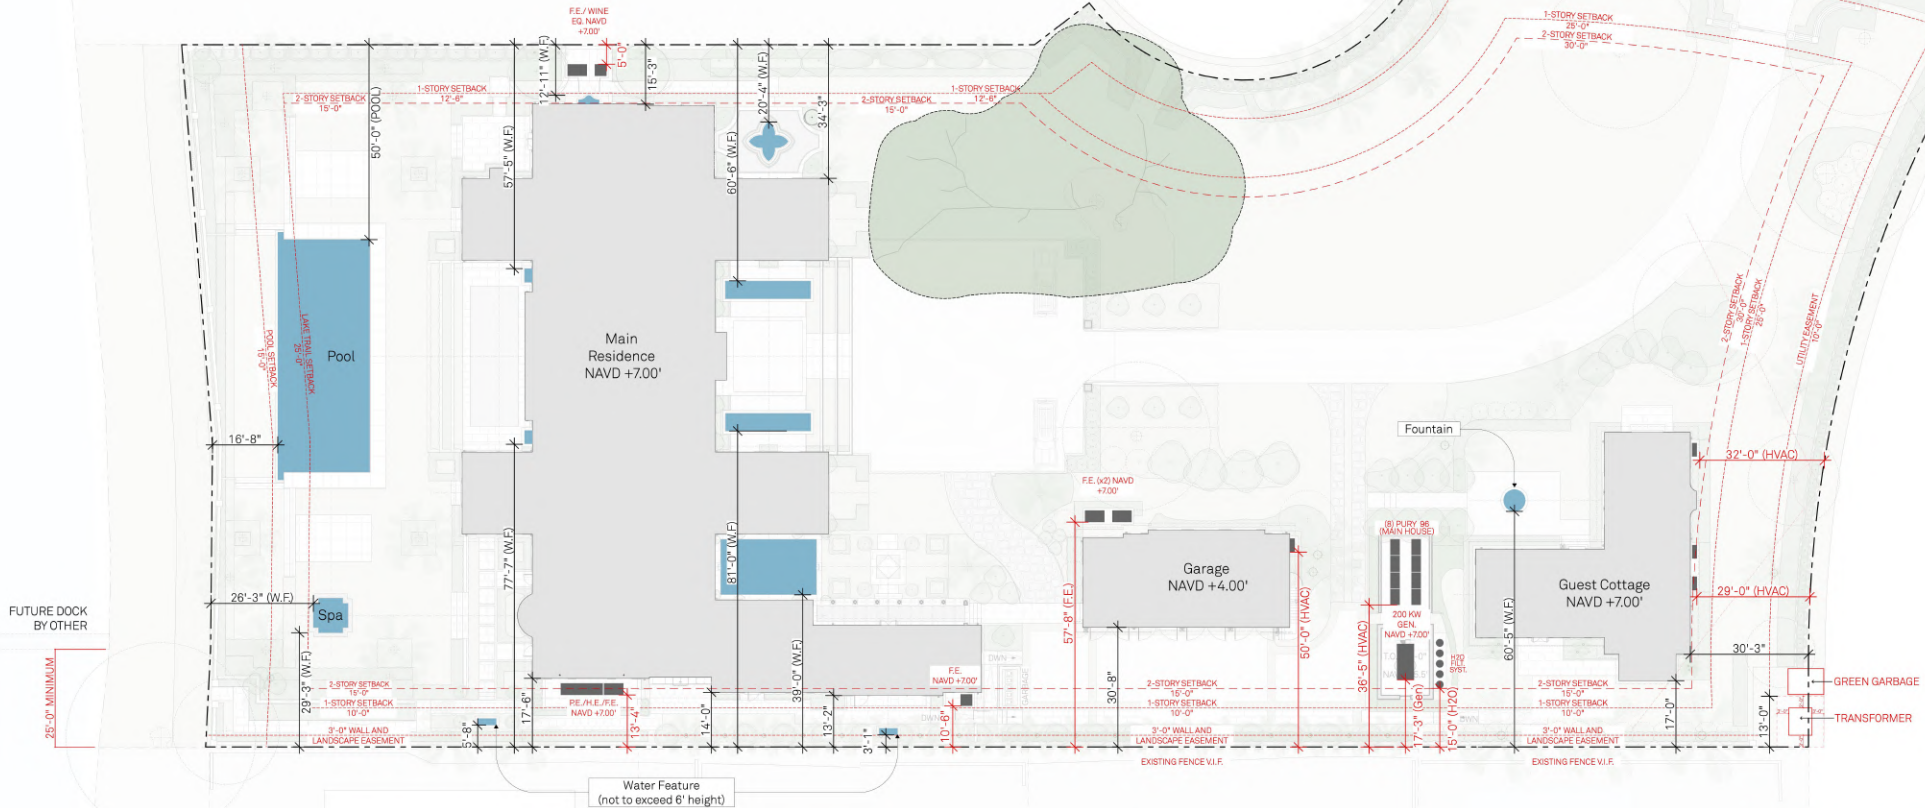 F.E./ WINE
EQ. NAVD
+7.00'
5'-0"
12'-11" (W.F.)
15'-3"
20'-4" (W.F.)
34'-3"
50'-0" (POOL)
57'-5" (W.F.)
60'-6" (W.F.)
2-STORY SETBACK
15'-0"
1-STORY SETBACK
12'-6"
2-STORY SETBACK
15'-0"
1-STORY SETBACK
12'-6"
1-STORY SETBACK
25'-0"
2-STORY SETBACK
30'-0"
2-STORY SETBACK
30'-0"
1-STORY SETBACK
25'-0"
UTILITY EASEMENT
10'-0"
POOL SETBACK
15'-0"
LAKE TRAIL SETBACK
25'-0"
Pool
Main
Residence
NAVD +7.00'
16'-8"
Fountain
32'-0" (HVAC)
F.E. (x2) NAVD
+7.00'
(8) PURY 96
(MAIN HOUSE)
77'-7" (W.F.)
81'-0" (W.F.)
Garage
NAVD +4.00'
Guest Cottage
NAVD +7.00'
29'-0" (HVAC)
26'-3" (W.F.)
Spa
FUTURE DOCK
BY OTHER
200 KW
GEN.
NAVD +7.00'
57'-8" (F.E.)
50'-0" (HVAC)
36'-5" (HVAC)
60'-5" (W.F.)
H2O
FILT.
SYST.
30'-3"
DWN
GARBAGE
25'-0" MINIMUM
29'-3" (W.F.)
39'-0" (W.F.)
30'-8"
F.E.
NAVD +7.00'
GREEN GARBAGE
TRANSFORMER
2-STORY SETBACK
15'-0"
1-STORY SETBACK
10'-0"
P.E./H.E./F.E.
NAVD +7.00'
2-STORY SETBACK
15'-0"
1-STORY SETBACK
10'-0"
2-STORY SETBACK
15'-0"
1-STORY SETBACK
10'-0"
5'-8"
17'-6"
13'-4"
14'-0"
13'-2"
3'-1"
10'-6"
DWN
17'-3" (Gen)
15'-0" (H2O)
DWN
17'-0"
13'-0"
2'-0"
2'-0"
3'-0" WALL AND
LANDSCAPE EASEMENT
3'-0" WALL AND
LANDSCAPE EASEMENT
3'-0" WALL AND
LANDSCAPE EASEMENT
EXISTING FENCE V.I.F.
EXISTING FENCE V.I.F.
Water Feature
(not to exceed 6' height)